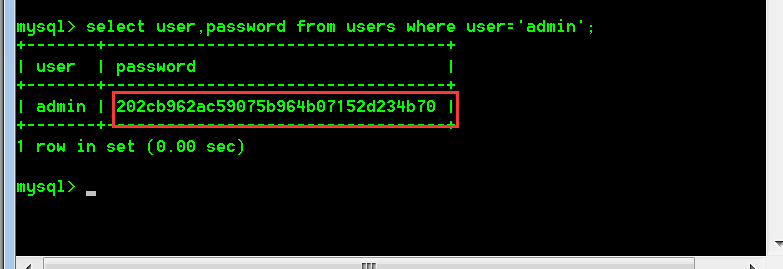 mysql> select user,password from users where user='admin';
+-------+----------------------------------+
| user  | password                         |
+-------+----------------------------------+
| admin | 202cb962ac59075b964b07152d234b70 |
+-------+----------------------------------+
1 row in set (0.00 sec)
mysql> _